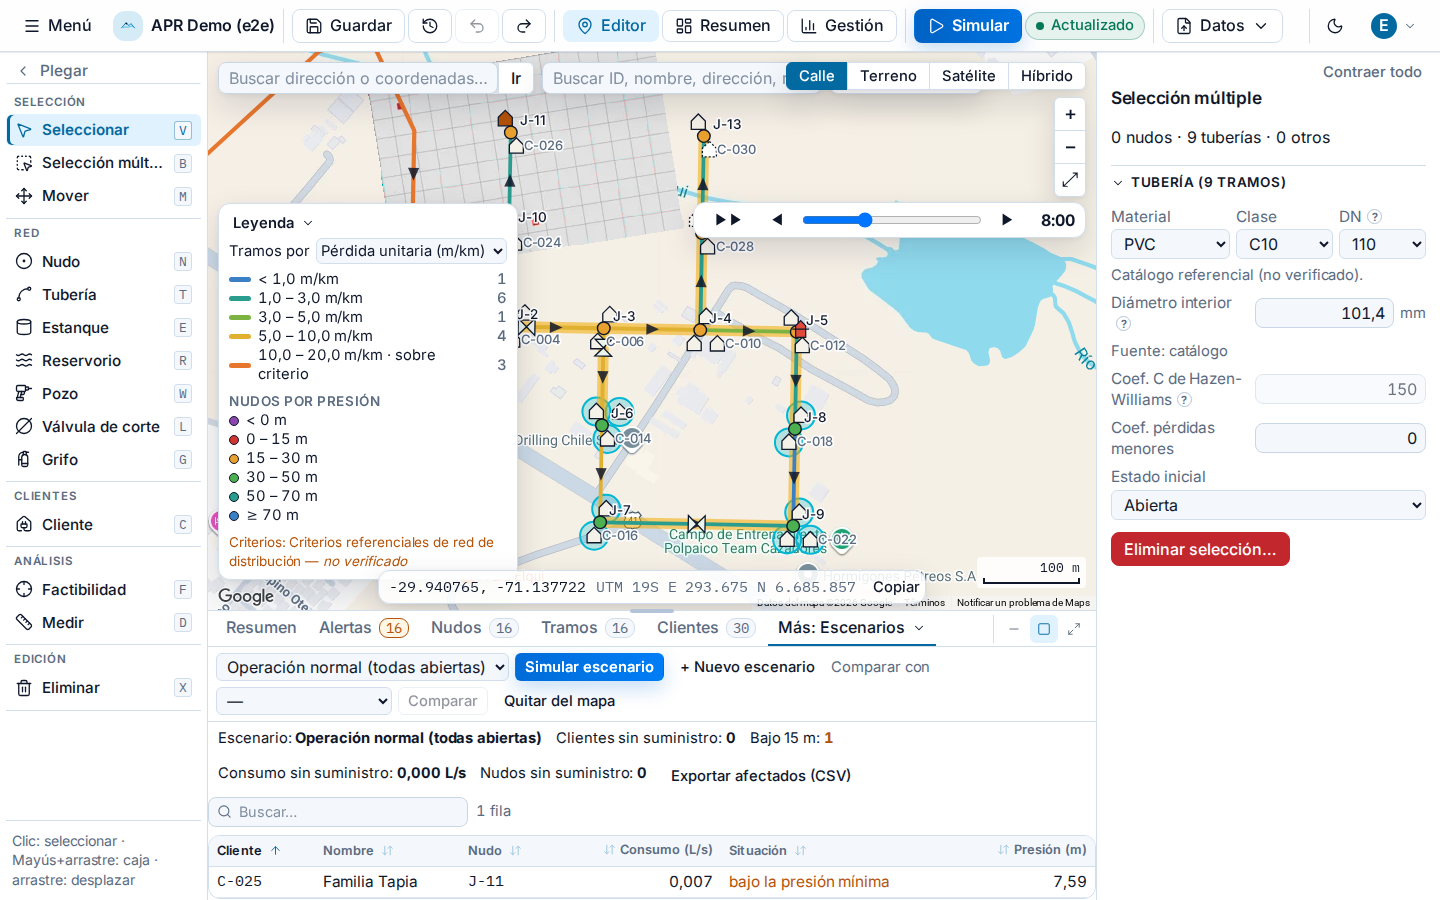 Menú
APR Demo (e2e)
Guardar
Editor
Resumen
Gestión
Simular
Actualizado
Datos
E
Plegar
SELECCIÓN
Seleccionar V
Selección múlt... B
Mover M
RED
Nudo N
Tubería T
Estanque E
Reservorio R
Pozo W
Válvula de corte L
Grifo G
CLIENTES
Cliente C
ANÁLISIS
Factibilidad F
Medir D
EDICIÓN
Eliminar X
Clic: seleccionar ·
Mayús+arrastre: caja ·
arrastre: desplazar
Buscar dirección o coordenadas...
Ir
Buscar ID, nombre, dirección,
Calle
Terreno
Satélite
Híbrido
8:00
Leyenda
Tramos por Pérdida unitaria (m/km)
< 1,0 m/km 1
1,0 – 3,0 m/km 6
3,0 – 5,0 m/km 1
5,0 – 10,0 m/km 4
10,0 – 20,0 m/km · sobre criterio 3
NUDOS POR PRESIÓN
< 0 m
0 – 15 m
15 – 30 m
30 – 50 m
50 – 70 m
≥ 70 m
Criterios: Criterios referenciales de red de
distribución — no verificado
J-11
C-026
J-13
C-030
J-10
C-024
C-028
J-2
C-004
J-3
C-006
J-4
C-010
J-5
C-012
J-6
C-014
J-8
C-018
J-7
C-016
J-9
C-022
Drilling Chile
Campo de
Polpaico Team
Río
100 m
Google
-29.940765, -71.137722 UTM 19S E 293.675 N 6.685.857 Copiar
Términos
Notificar un problema de Maps
Resumen
Alertas 16
Nudos 16
Tramos 16
Clientes 30
Más: Escenarios
Operación normal (todas abiertas)
Simular escenario
+ Nuevo escenario
Comparar con
—
Comparar
Quitar del mapa
Escenario: Operación normal (todas abiertas) Clientes sin suministro: 0 Bajo 15 m: 1
Consumo sin suministro: 0,000 L/s Nudos sin suministro: 0 Exportar afectados (CSV)
Buscar...
1 fila
Cliente Nombre Nudo Consumo (L/s) Situación Presión (m)
C-025 Familia Tapia J-11 0,007 bajo la presión mínima 7,59
Contraer todo
Selección múltiple
0 nudos · 9 tuberías · 0 otros
TUBERÍA (9 TRAMOS)
Material Clase DN ?
PVC C10 110
Catálogo referencial (no verificado).
Diámetro interior ? 101,4 mm
Fuente: catálogo
Coef. C de Hazen-Williams ? 150
Coef. pérdidas menores 0
Estado inicial
Abierta
Eliminar selección...